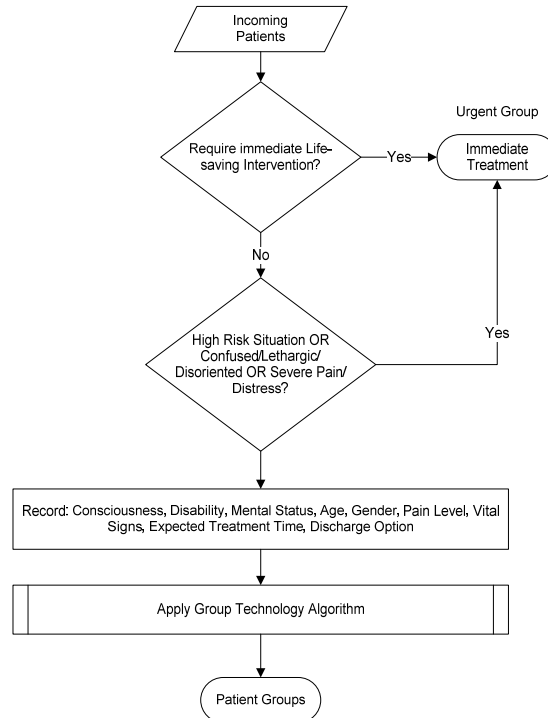 Incoming
Patients
Urgent Group
Require immediate Life-
saving Intervention?
Yes
Immediate
Treatment
No
High Risk Situation OR
Confused/Lethargic/
Disoriented OR Severe Pain/
Distress?
Yes
Record: Consciousness, Disability, Mental Status, Age, Gender, Pain Level, Vital
Signs, Expected Treatment Time, Discharge Option
Apply Group Technology Algorithm
Patient Groups